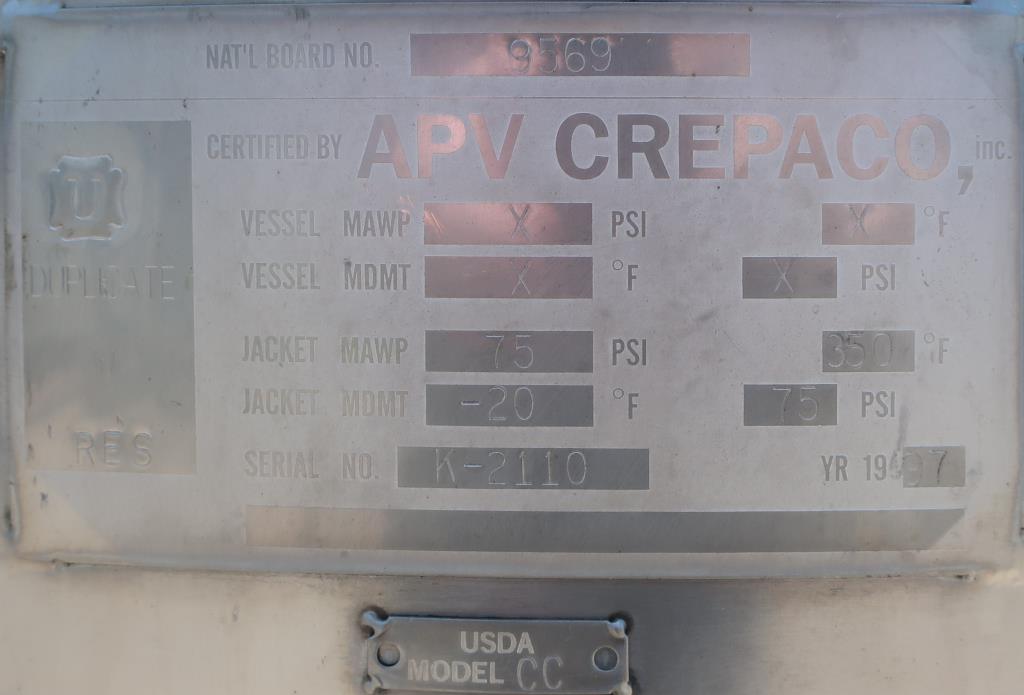 NAT'L BOARD NO. 9569
CERTIFIED BY APV CREPACO, inc.
U
DUPLICATE
RES
VESSEL MAWP X PSI X °F
VESSEL MDMT X °F X PSI
JACKET MAWP 75 PSI 350 °F
JACKET MDMT -20 °F 75 PSI
SERIAL NO. K-2110 YR 1997
USDA
MODEL CC